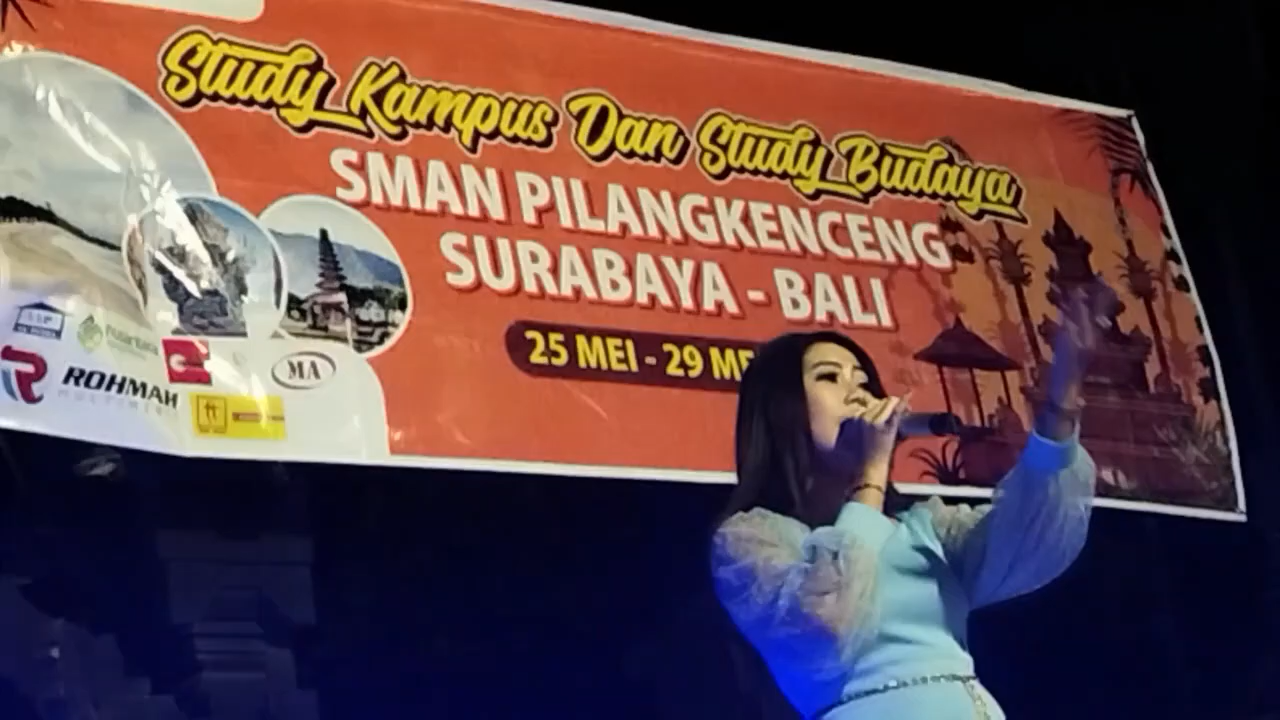 Study Kampus Dan Study Budaya
SMAN PILANGKENCENG
SURABAYA - BALI
25 MEI - 29 ME
ROHMAH
MA